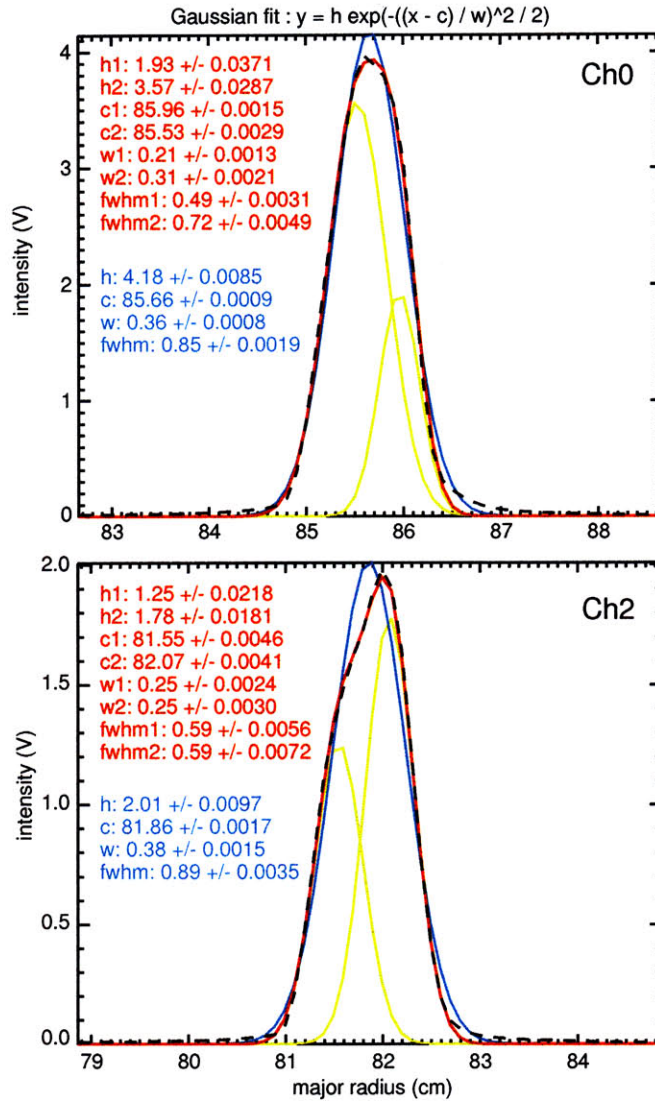 Gaussian fit : y = h exp(-((x - c) / w)^2 / 2)
Ch0
h1: 1.93 +/- 0.0371
h2: 3.57 +/- 0.0287
c1: 85.96 +/- 0.0015
c2: 85.53 +/- 0.0029
w1: 0.21 +/- 0.0013
w2: 0.31 +/- 0.0021
fwhm1: 0.49 +/- 0.0031
fwhm2: 0.72 +/- 0.0049
h: 4.18 +/- 0.0085
c: 85.66 +/- 0.0009
w: 0.36 +/- 0.0008
fwhm: 0.85 +/- 0.0019
intensity (V)
4
3
2
1
0
83 84 85 86 87 88
Ch2
h1: 1.25 +/- 0.0218
h2: 1.78 +/- 0.0181
c1: 81.55 +/- 0.0046
c2: 82.07 +/- 0.0041
w1: 0.25 +/- 0.0024
w2: 0.25 +/- 0.0030
fwhm1: 0.59 +/- 0.0056
fwhm2: 0.59 +/- 0.0072
h: 2.01 +/- 0.0097
c: 81.86 +/- 0.0017
w: 0.38 +/- 0.0015
fwhm: 0.89 +/- 0.0035
intensity (V)
2.0
1.5
1.0
0.5
0.0
79 80 81 82 83 84
major radius (cm)